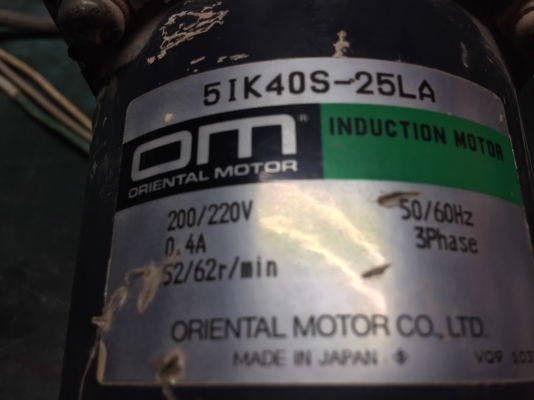 5IK40S-25LA
om®
ORIENTAL MOTOR
INDUCTION MOTOR
200/220V 50/60Hz
0.4A 3Phase
52/62r/min
ORIENTAL MOTOR CO., LTD.
MADE IN JAPAN